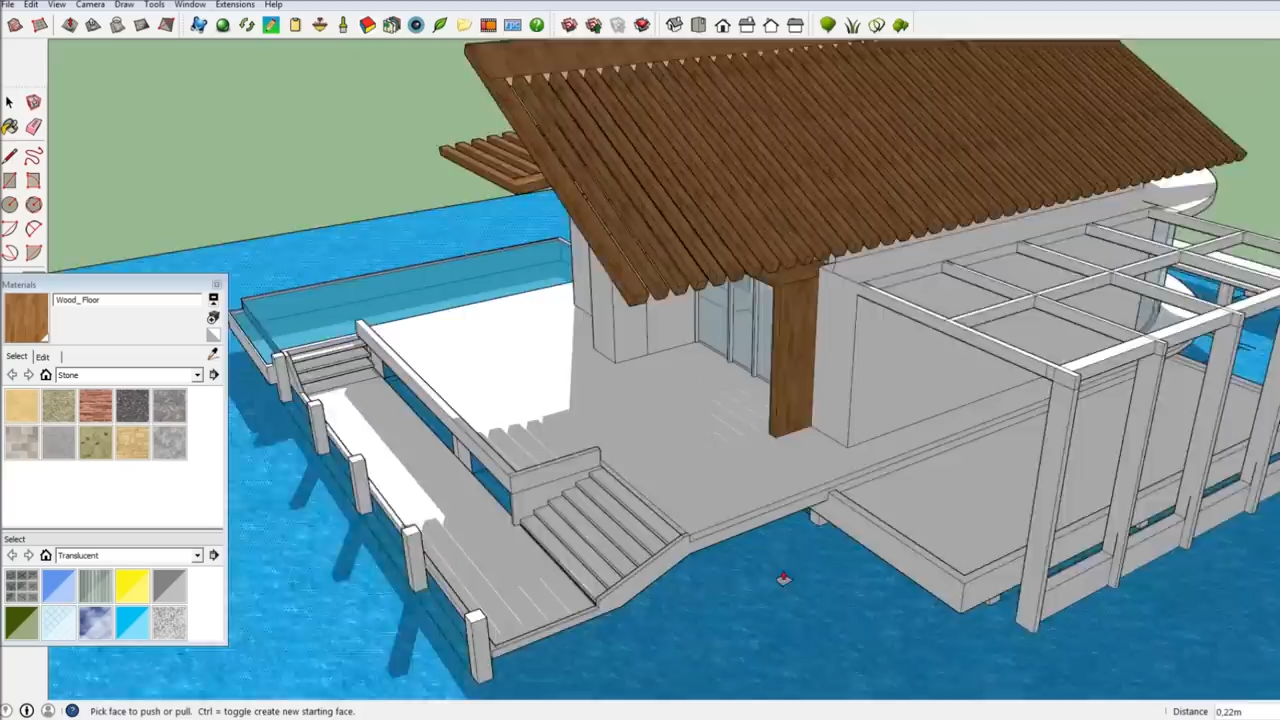 File Edit View Camera Draw Tools Window Extensions Help
Materials
Wood_Floor
Select Edit
Stone
Select
Translucent
Pick face to push or pull. Ctrl = toggle create new starting face.
Distance 0,22m